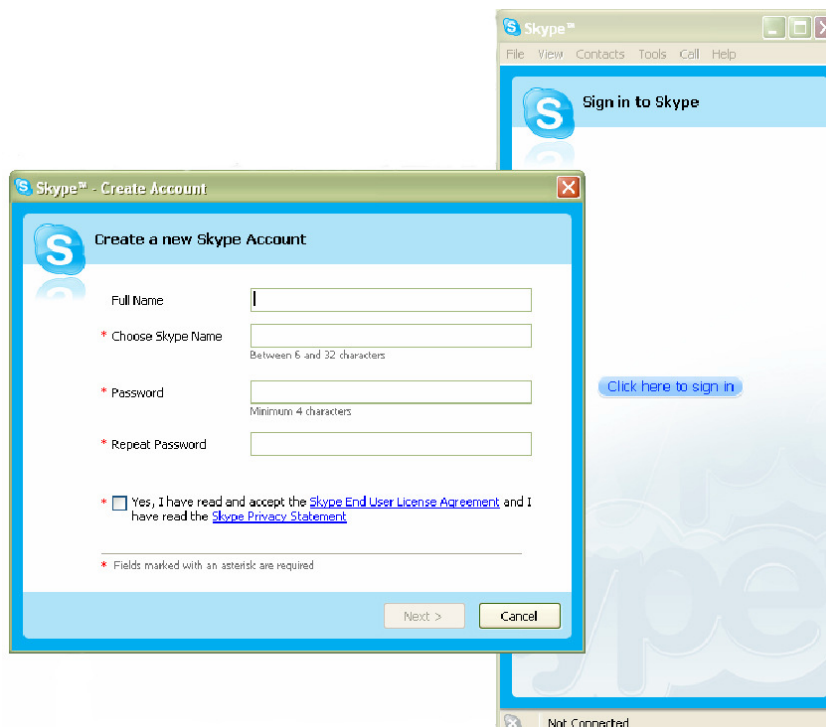 Skype™
File View Contacts Tools Call Help
Sign in to Skype
Skype™ - Create Account
Create a new Skype Account
Full Name
* Choose Skype Name
Between 6 and 32 characters
* Password
Minimum 4 characters
* Repeat Password
* Yes, I have read and accept the Skype End User License Agreement and I
have read the Skype Privacy Statement
* Fields marked with an asterisk are required
Next >
Cancel
Click here to sign in
Not Connected